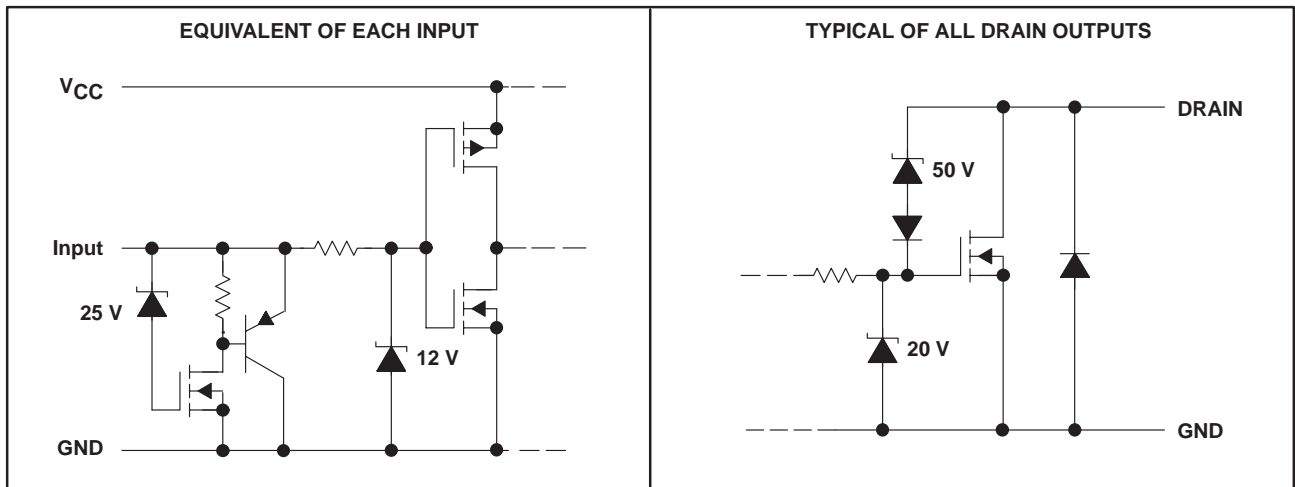 EQUIVALENT OF EACH INPUT
VCC
Input
25 V
12 V
GND
TYPICAL OF ALL DRAIN OUTPUTS
DRAIN
50 V
20 V
GND